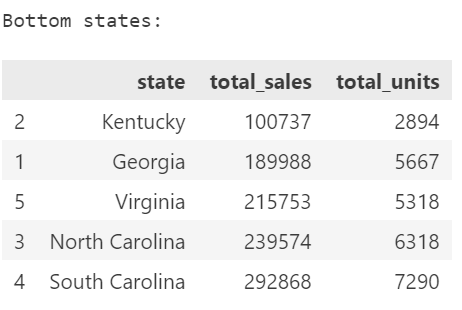 Bottom states:
state total_sales total_units
2 Kentucky 100737 2894
1 Georgia 189988 5667
5 Virginia 215753 5318
3 North Carolina 239574 6318
4 South Carolina 292868 7290